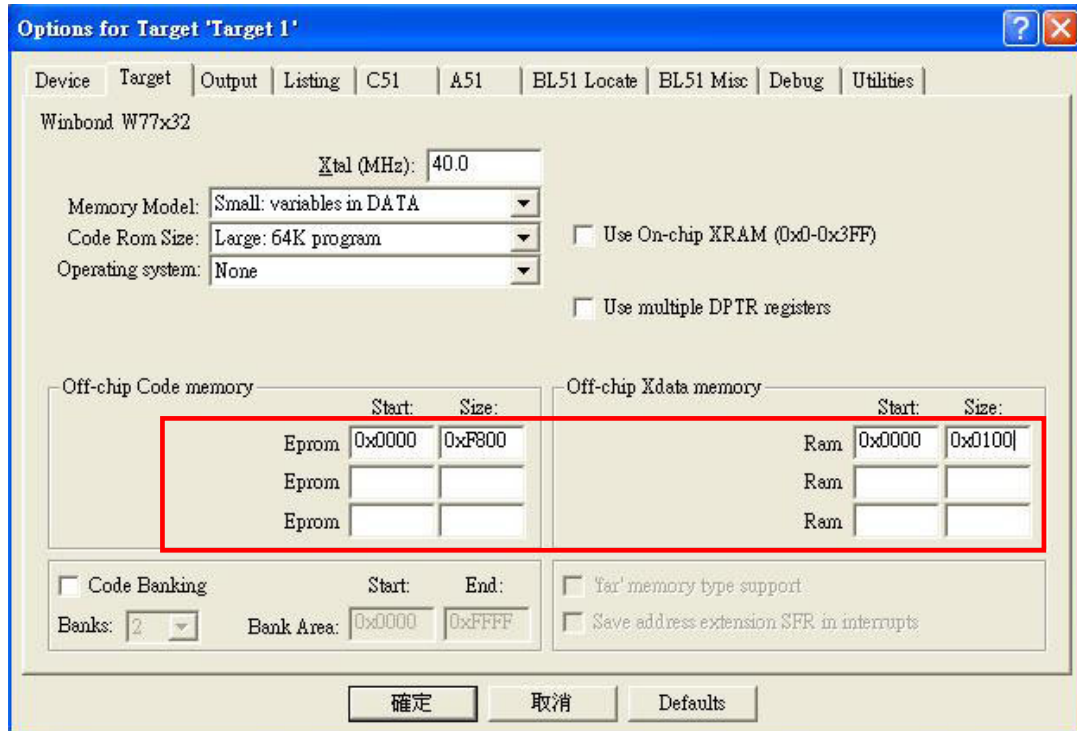 Options for Target 'Target 1'
Device Target Output Listing C51 A51 BL51 Locate BL51 Misc Debug Utilities
Winbond W77x32
Xtal (MHz): 40.0
Memory Model: Small: variables in DATA
Code Rom Size: Large: 64K program
Use On-chip XRAM (0x0-0x3FF)
Operating system: None
Use multiple DPTR registers
Off-chip Code memory
Start: Size:
Eprom 0x0000 0xF800
Eprom
Eprom
Off-chip Xdata memory
Start: Size:
Ram 0x0000 0x0100
Ram
Ram
Code Banking Start: End:
Banks: 2 Bank Area: 0x0000 0xFFFF
'far' memory type support
Save address extension SFR in interrupts
確定 取消 Defaults